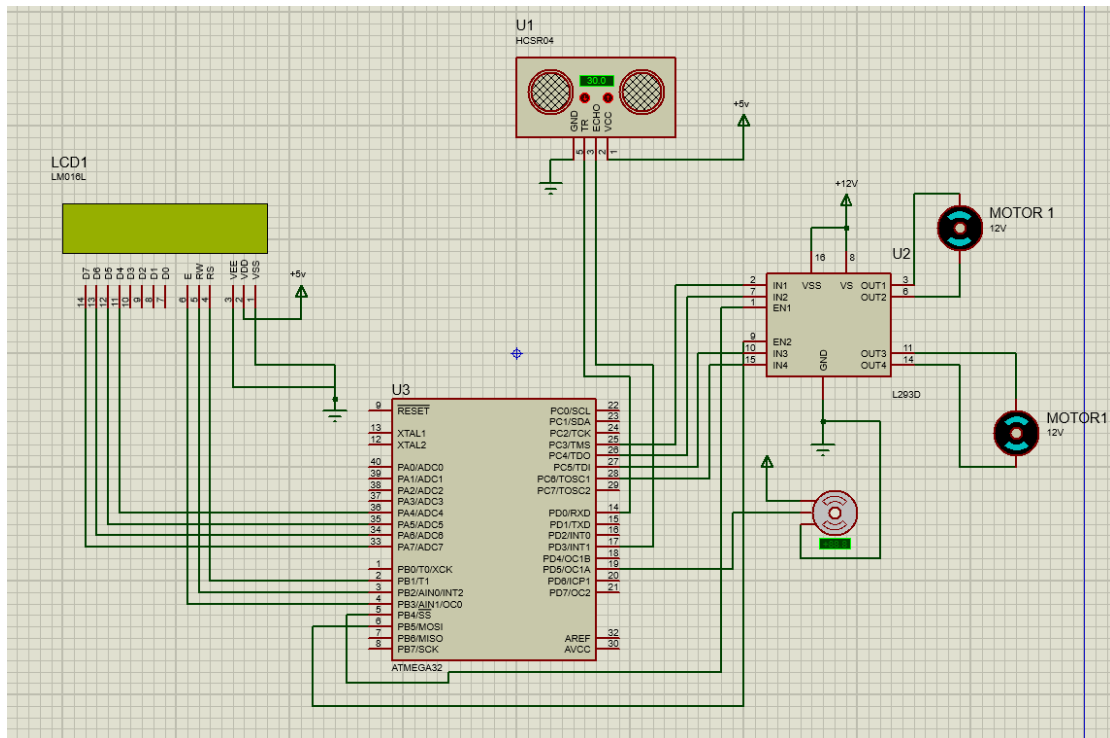 U1
HCSR04
30.0
GND
TR
ECHO
VCC
5
3
2
1
+5v
LCD1
LM016L
D7
D6
D5
D4
D3
D2
D1
D0
E
RW
RS
VEE
VDD
VSS
14
13
12
11
10
9
8
7
6
5
4
3
2
1
+5v
+12V
MOTOR 1
12V
U2
16
8
2 IN1 VSS VS OUT1 3
7 IN2 OUT2 6
1 EN1
9 EN2
10 IN3 GND OUT3 11
15 IN4 OUT4 14
L293D
MOTOR1
12V
U3
9 RESET PC0/SCL 22
PC1/SDA 23
13 XTAL1 PC2/TCK 24
12 XTAL2 PC3/TMS 25
PC4/TDO 26
40 PA0/ADC0 PC5/TDI 27
39 PA1/ADC1 PC6/TOSC1 28
38 PA2/ADC2 PC7/TOSC2 29
37 PA3/ADC3
36 PA4/ADC4 PD0/RXD 14
35 PA5/ADC5 PD1/TXD 15
34 PA6/ADC6 PD2/INT0 16
33 PA7/ADC7 PD3/INT1 17
PD4/OC1B 18
1 PB0/T0/XCK PD5/OC1A 19
2 PB1/T1 PD6/ICP1 20
3 PB2/AIN0/INT2 PD7/OC2 21
4 PB3/AIN1/OC0
5 PB4/SS
6 PB5/MOSI
7 PB6/MISO AREF 32
8 PB7/SCK AVCC 30
ATMEGA32